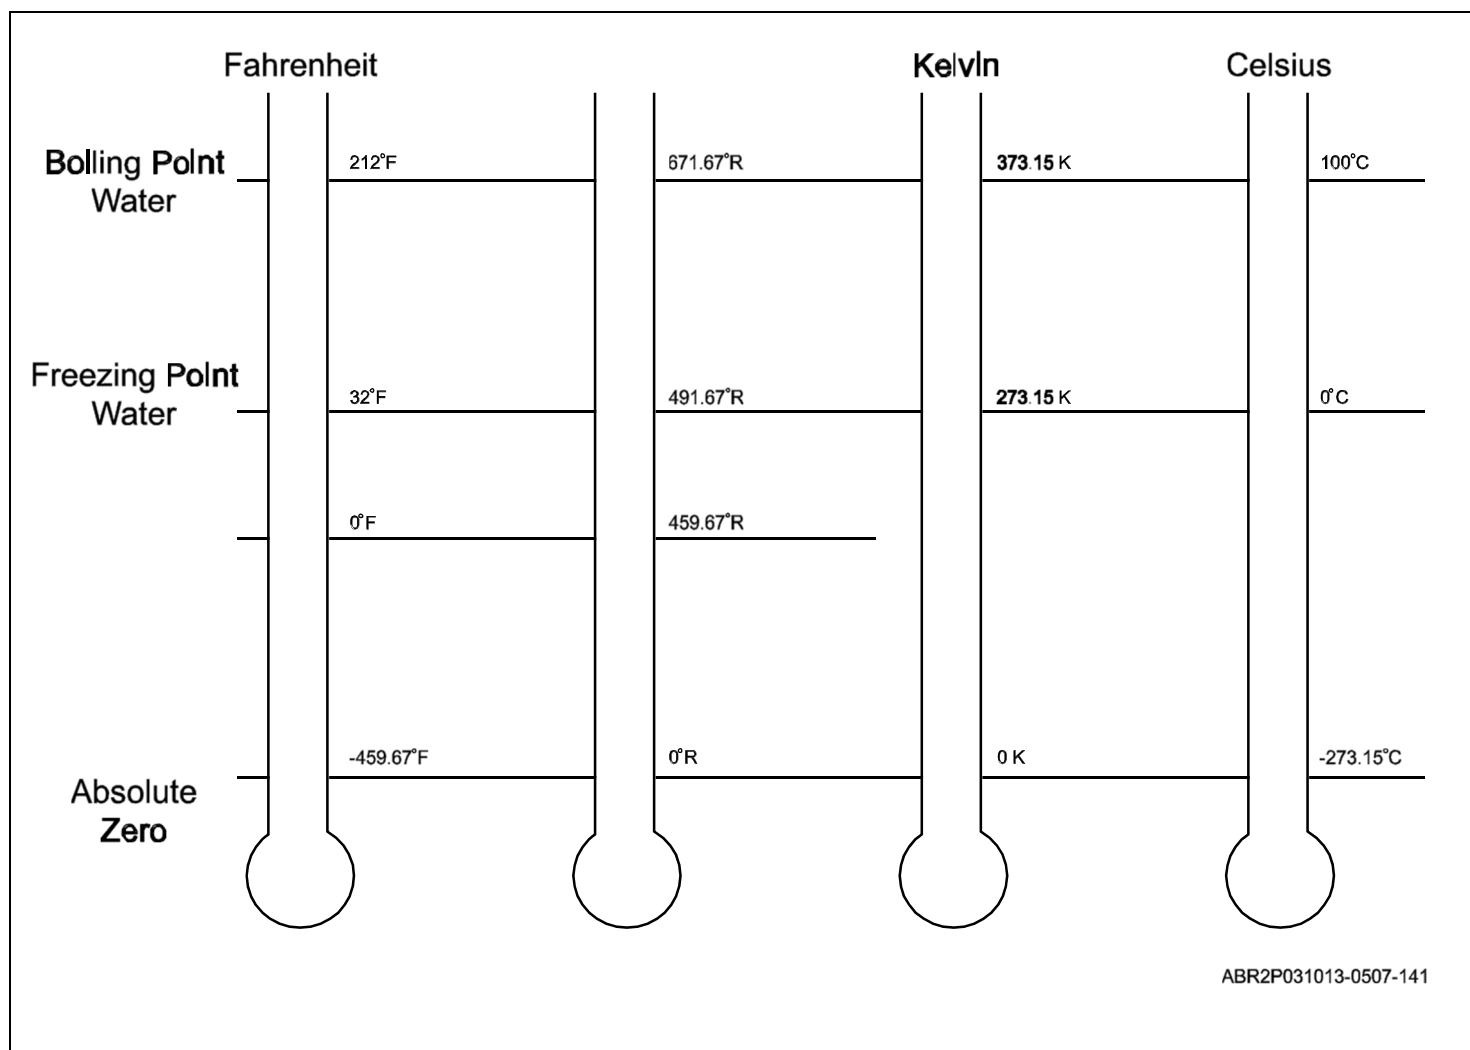 Fahrenheit Kelvln Celsius
Bolling Polnt
Water
212°F 671.67°R 373.15 K 100°C
Freezing Polnt
Water
32°F 491.67°R 273.15 K 0°C
0°F 459.67°R
-459.67°F 0°R 0 K -273.15°C
Absolute
Zero
ABR2P031013-0507-141